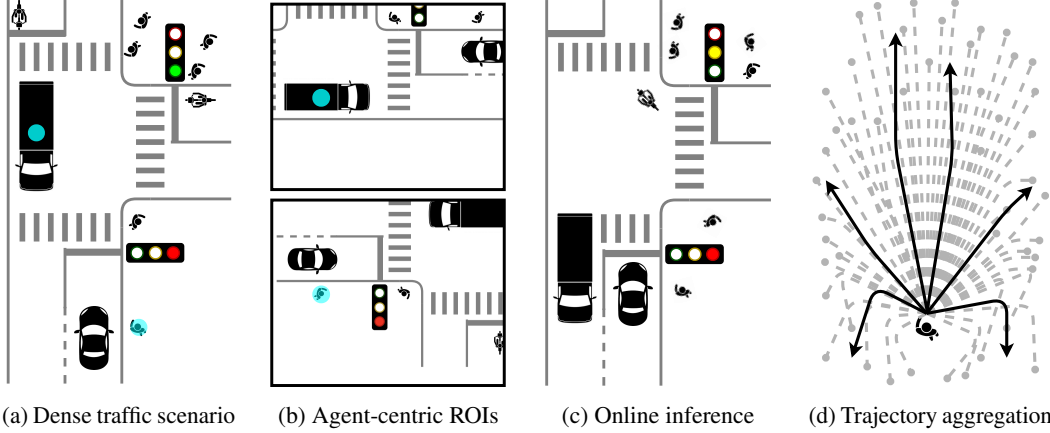 (a) Dense traffic scenario
(b) Agent-centric ROIs
(c) Online inference
(d) Trajectory aggregation